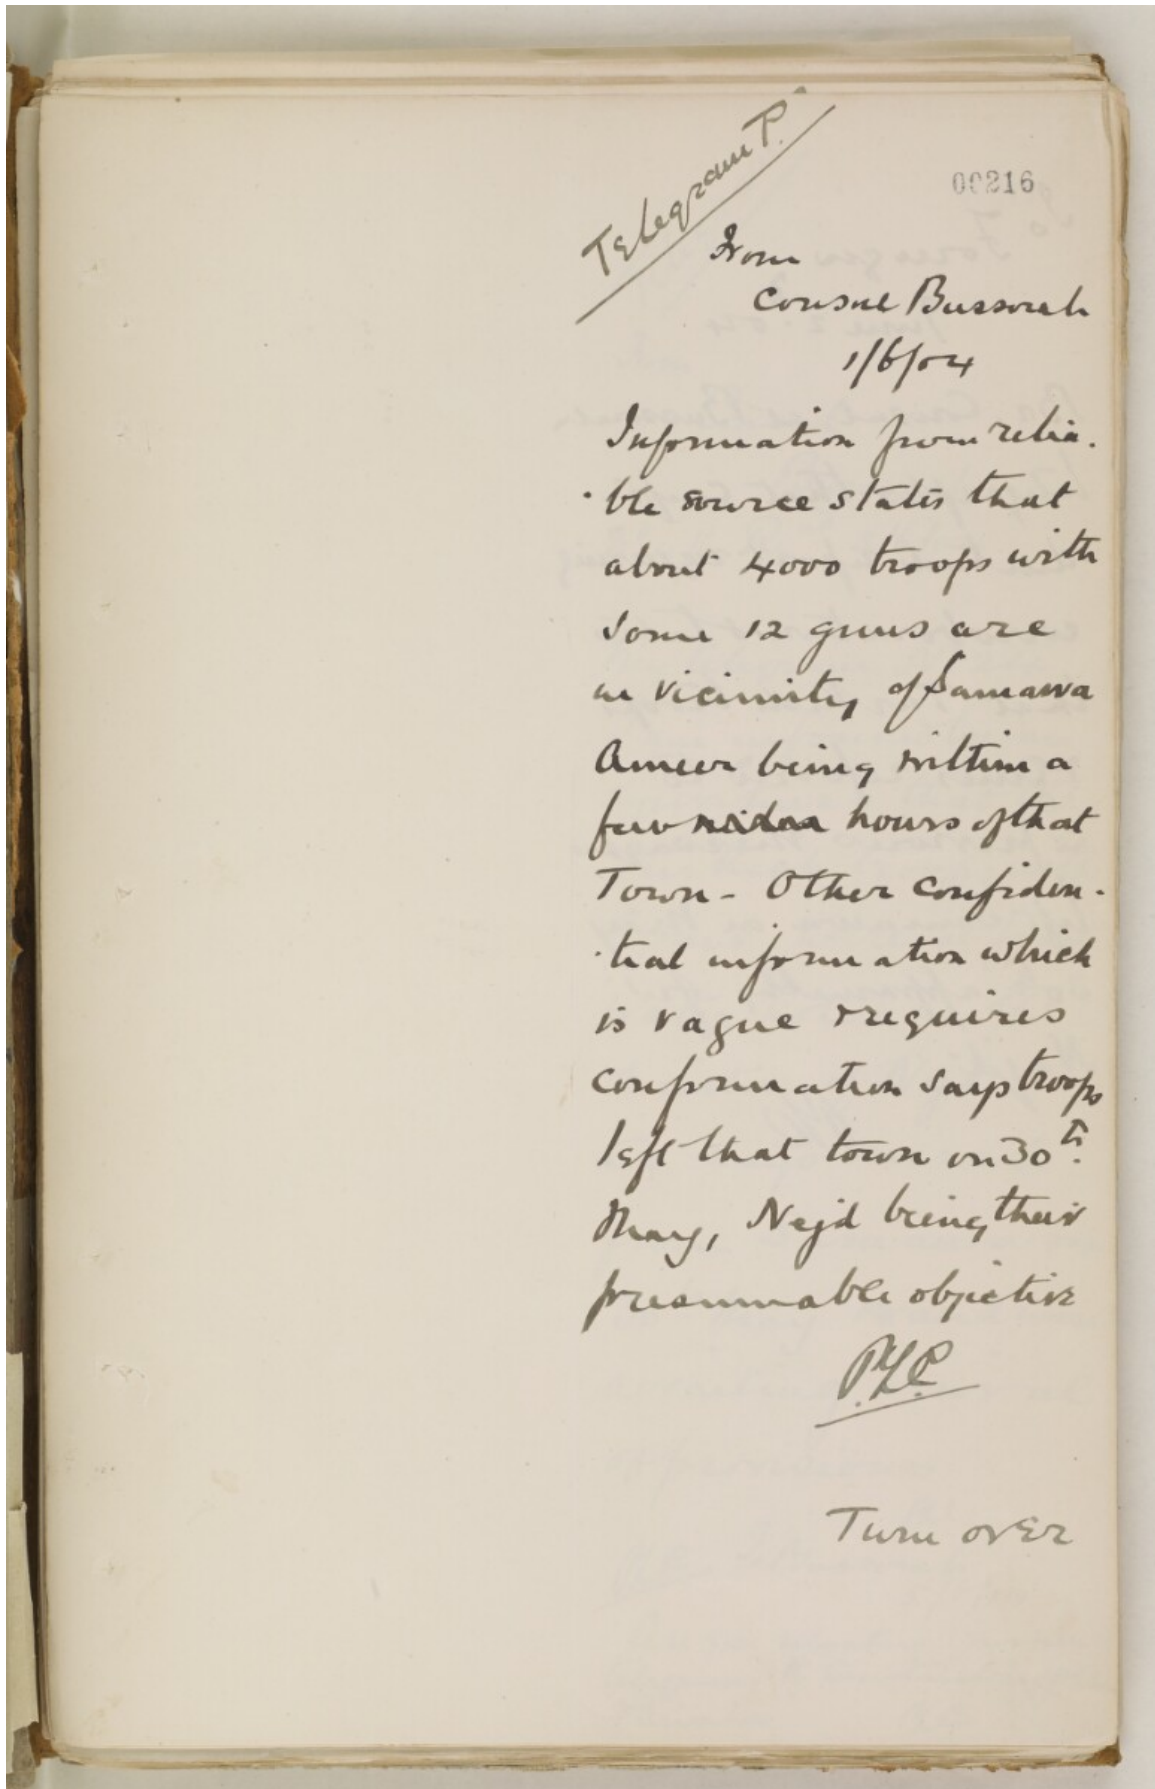 Telegram P.
00216
From
Consul Bussorah
1/6/04
Information from relia-
-ble source states that
about 4000 troops with
some 12 guns are
in vicinity of Samawa
Ameer being within a
few hours of that
Town - Other confiden-
-tial information which
is vague & requires
confirmation says troops
left that town on 30th.
May, Nejd being their
presumable objective
P.Z.C.
Turn over